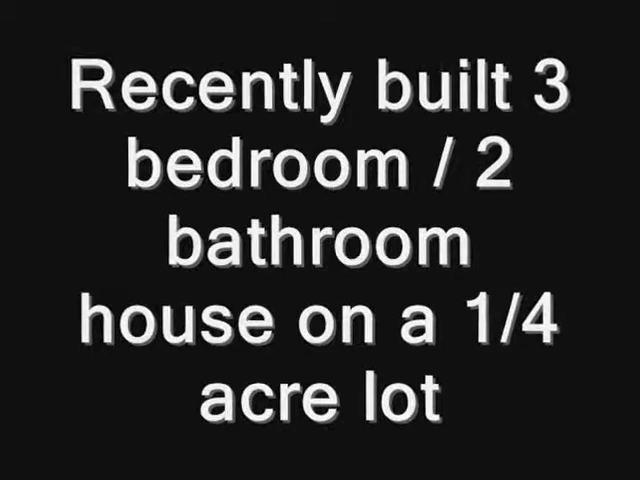 Recently built 3
bedroom / 2
bathroom
house on a 1/4
acre lot